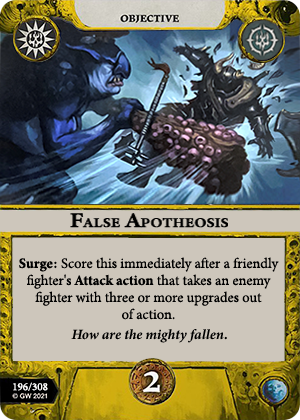 OBJECTIVE
FALSE APOTHEOSIS
Surge: Score this immediately after a friendly
fighter's Attack action that takes an enemy
fighter with three or more upgrades out
of action.
How are the mighty fallen.
196/308
© GW 2021
2